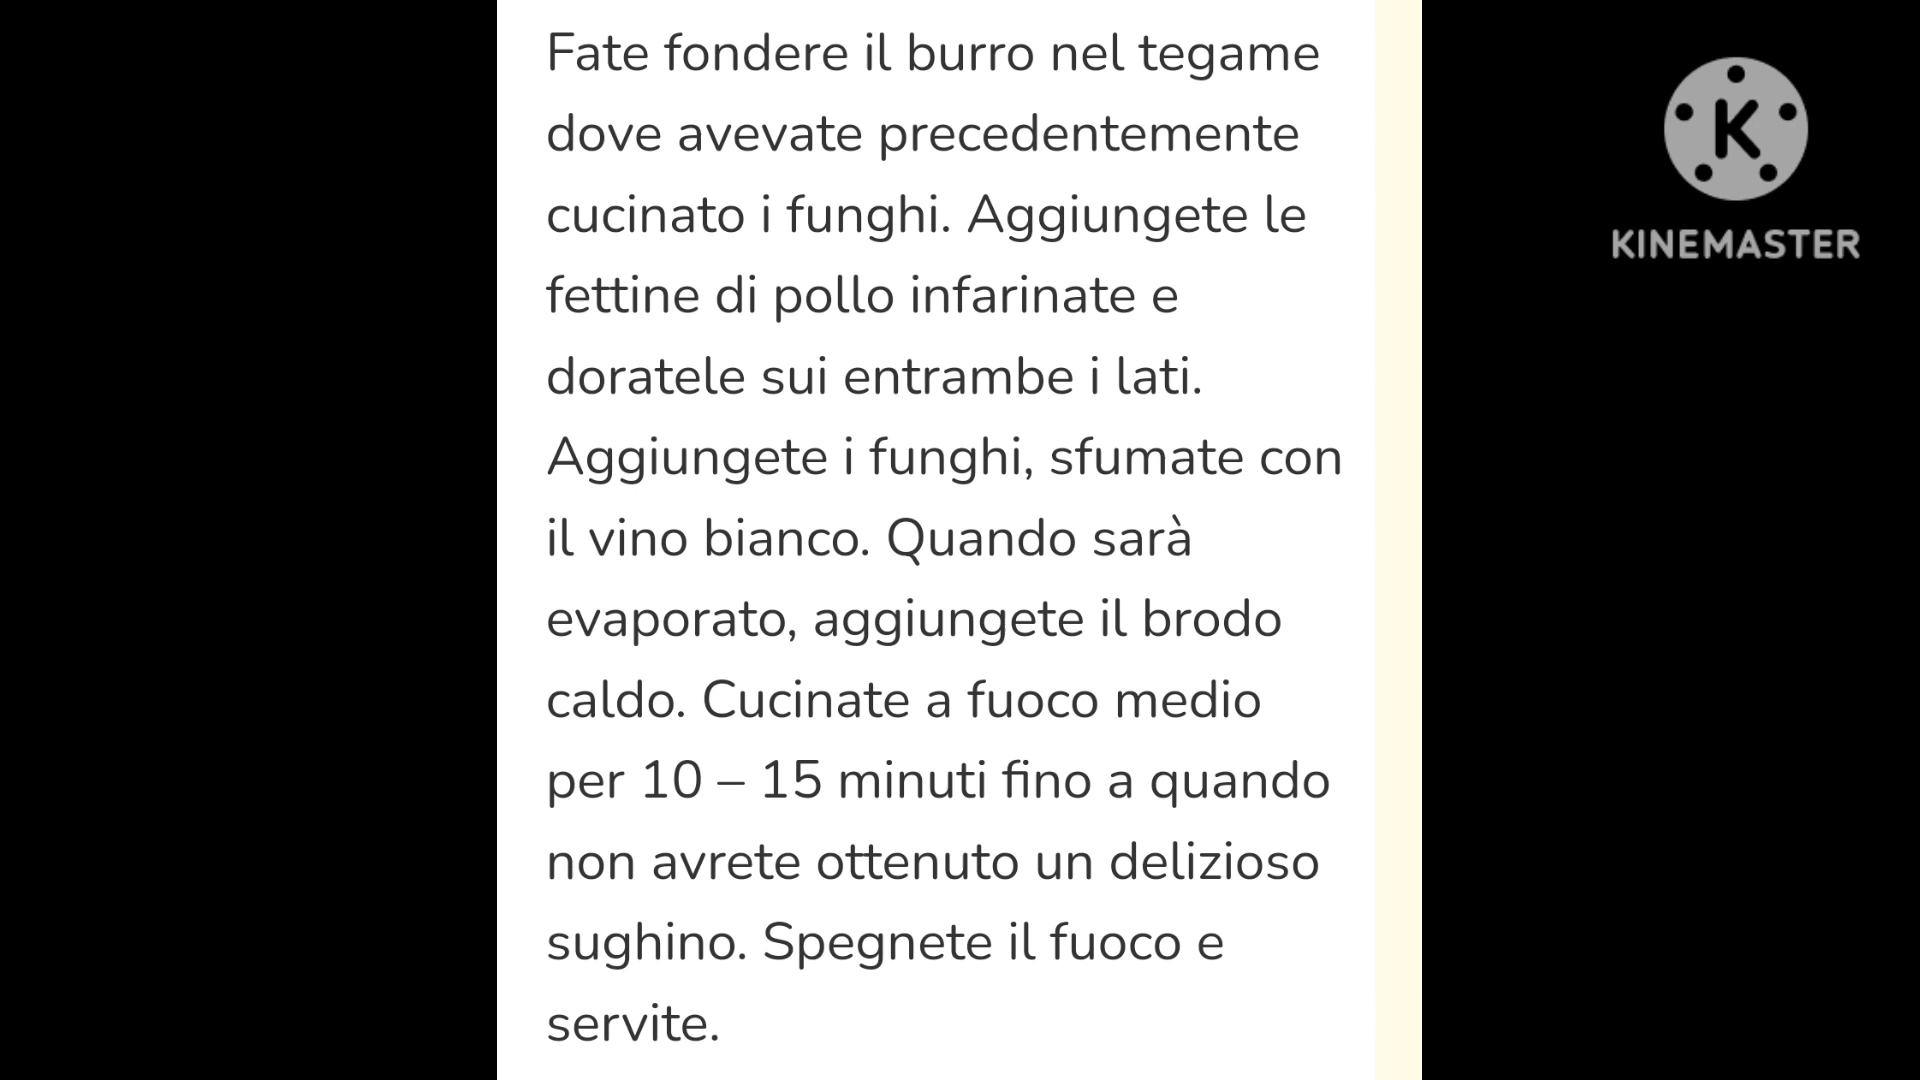 Fate fondere il burro nel tegame
dove avevate precedentemente
cucinato i funghi. Aggiungete le
fettine di pollo infarinate e
doratele sui entrambe i lati.
Aggiungete i funghi, sfumate con
il vino bianco. Quando sarà
evaporato, aggiungete il brodo
caldo. Cucinate a fuoco medio
per 10 – 15 minuti fino a quando
non avrete ottenuto un delizioso
sughino. Spegnete il fuoco e
servite.
K
KINEMASTER